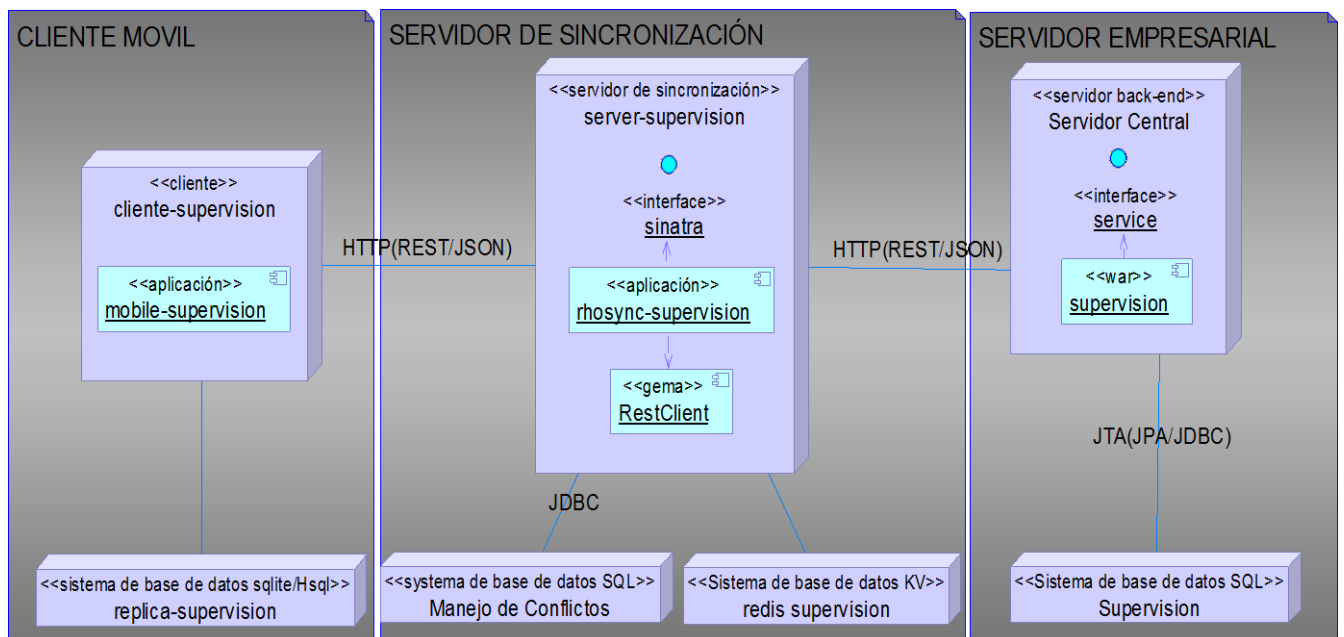 CLIENTE MOVIL
<<cliente>>
cliente-supervision
<<aplicación>>
mobile-supervision
<<sistema de base de datos sqlite/Hsql>>
replica-supervision
HTTP(REST/JSON)
SERVIDOR DE SINCRONIZACIÓN
<<servidor de sincronización>>
server-supervision
<<interface>>
sinatra
<<aplicación>>
rhosync-supervision
<<gema>>
RestClient
JDBC
<<systema de base de datos SQL>>
Manejo de Conflictos
<<Sistema de base de datos KV>>
redis supervision
HTTP(REST/JSON)
SERVIDOR EMPRESARIAL
<<servidor back-end>>
Servidor Central
<<interface>>
service
<<war>>
supervision
JTA(JPA/JDBC)
<<Sistema de base de datos SQL>>
Supervision